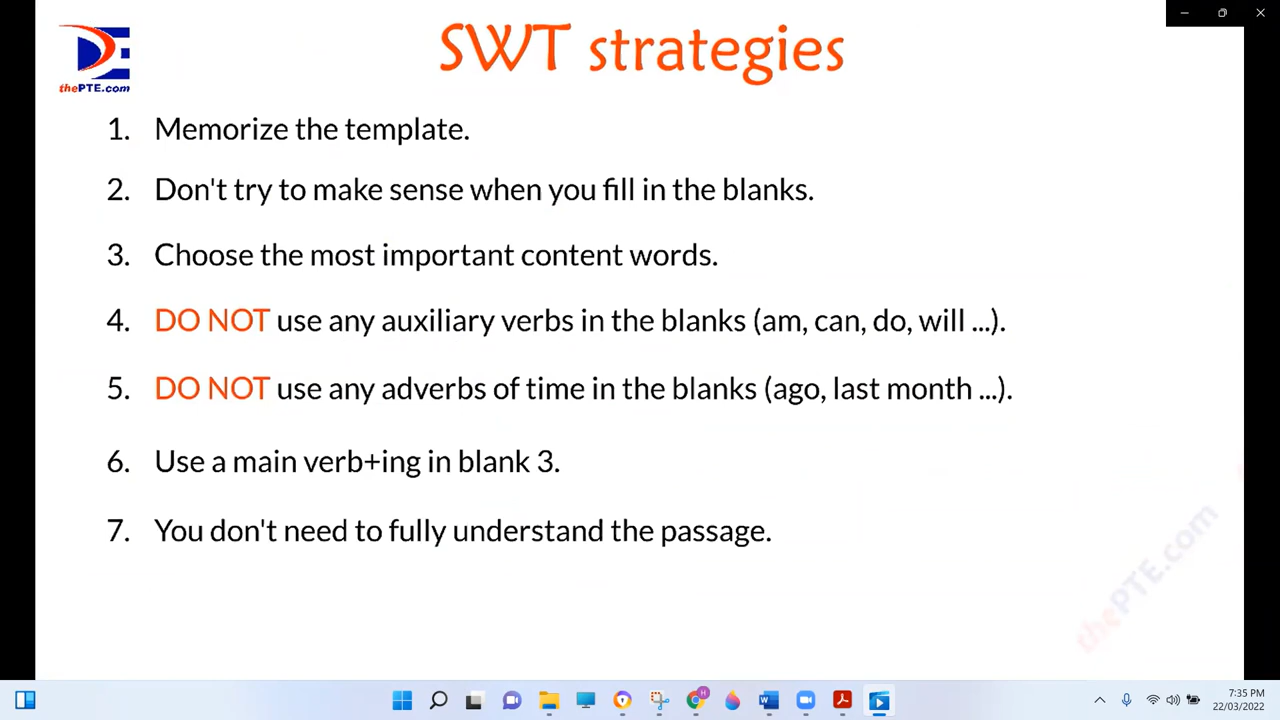 SWT strategies
thePTE.com
1. Memorize the template.
2. Don't try to make sense when you fill in the blanks.
3. Choose the most important content words.
4. DO NOT use any auxiliary verbs in the blanks (am, can, do, will ...).
5. DO NOT use any adverbs of time in the blanks (ago, last month ...).
6. Use a main verb+ing in blank 3.
7. You don't need to fully understand the passage.
thePTE.com
7:35 PM
22/03/2022